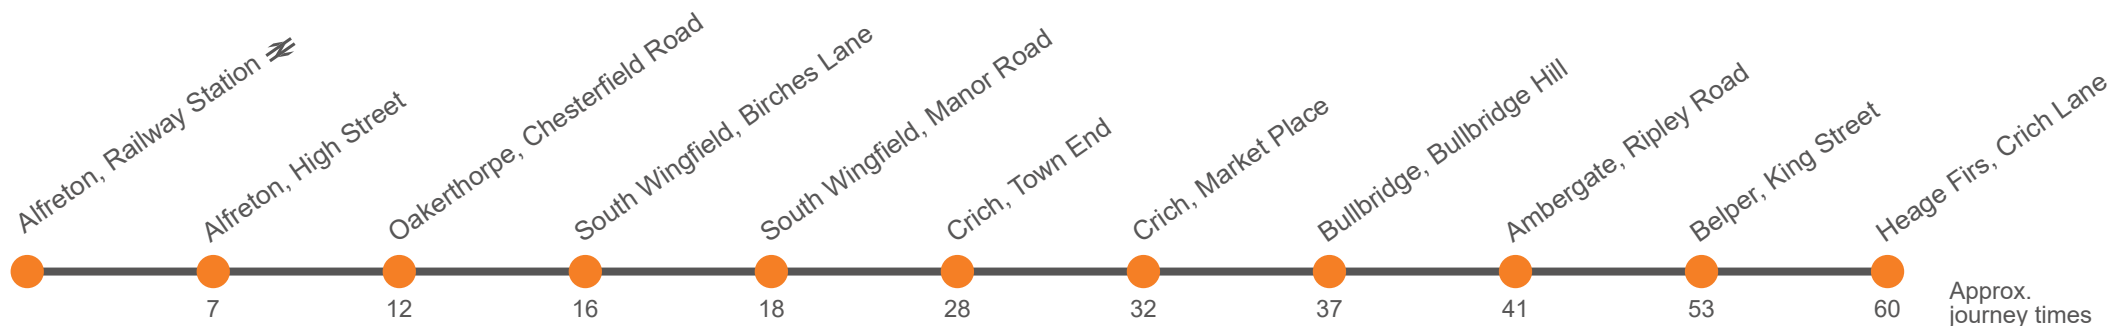 Alfreton, Railway Station
Alfreton, High Street
Oakerthorpe, Chesterfield Road
South Wingfield, Birches Lane
South Wingfield, Manor Road
Crich, Town End
Crich, Market Place
Bullbridge, Bullbridge Hill
Ambergate, Ripley Road
Belper, King Street
Heage Firs, Crich Lane
7
12
16
18
28
32
37
41
53
60
Approx.
journey times